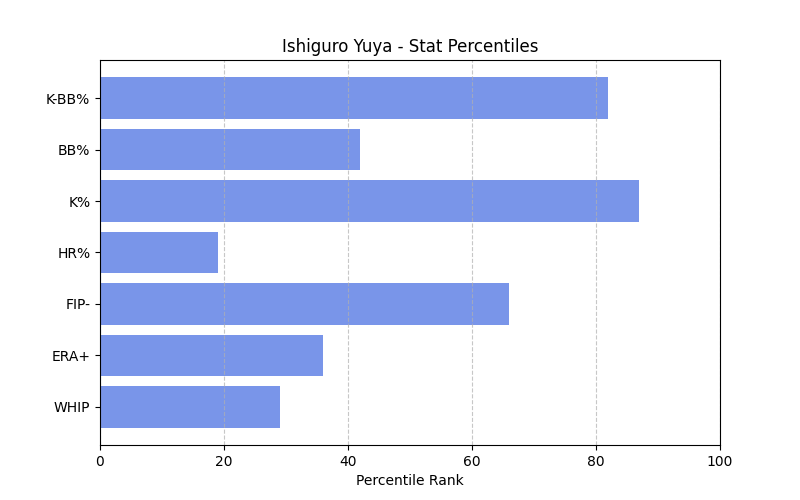 Ishiguro Yuya - Stat Percentiles
K-BB%
BB%
K%
HR%
FIP-
ERA+
WHIP
0 20 40 60 80 100
Percentile Rank